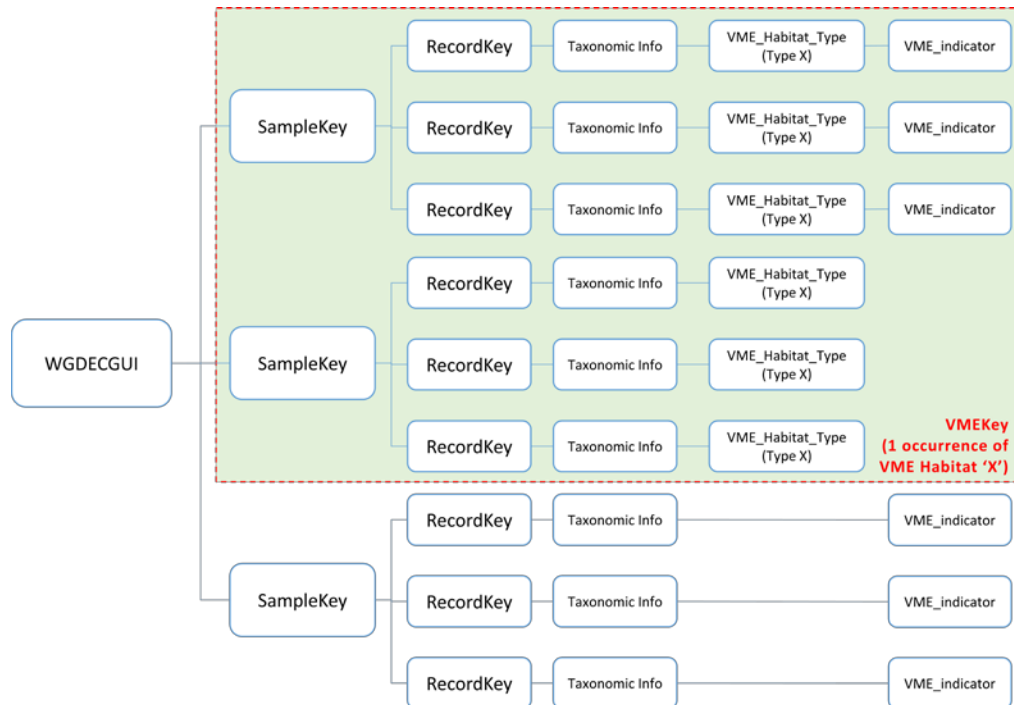 RecordKey
Taxonomic Info
VME_Habitat_Type
(Type X)
VME_indicator
SampleKey
RecordKey
Taxonomic Info
VME_Habitat_Type
(Type X)
VME_indicator
RecordKey
Taxonomic Info
VME_Habitat_Type
(Type X)
VME_indicator
RecordKey
Taxonomic Info
VME_Habitat_Type
(Type X)
WGDECGUI
SampleKey
RecordKey
Taxonomic Info
VME_Habitat_Type
(Type X)
RecordKey
Taxonomic Info
VME_Habitat_Type
(Type X)
VMEKey
(1 occurrence of
VME Habitat ‘X’)
RecordKey
Taxonomic Info
VME_indicator
SampleKey
RecordKey
Taxonomic Info
VME_indicator
RecordKey
Taxonomic Info
VME_indicator